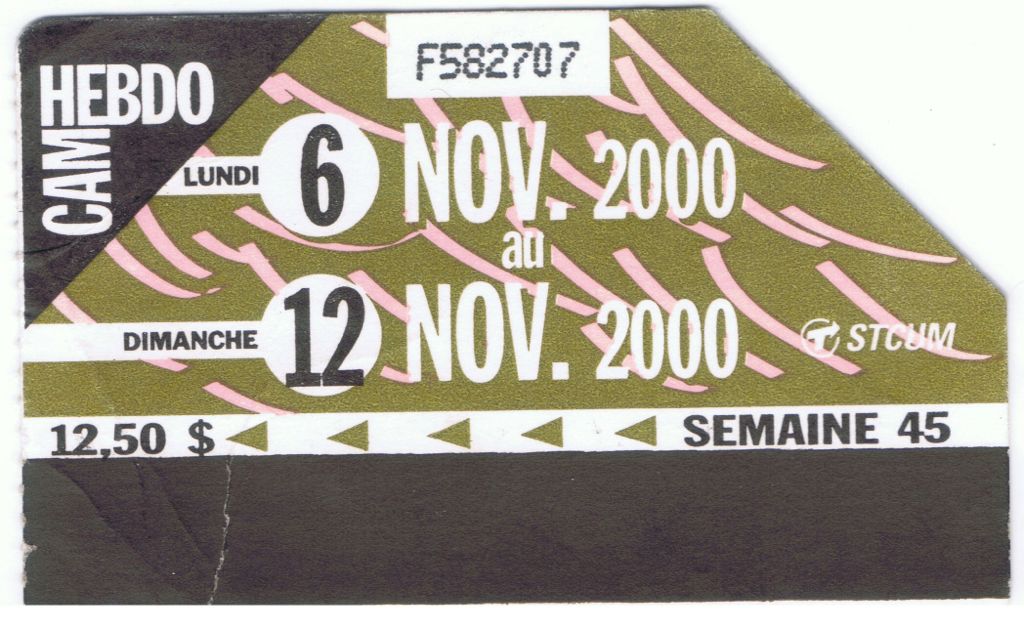 F582707
CAM
HEBDO
LUNDI 6 NOV. 2000
au
DIMANCHE 12 NOV. 2000
STCUM
12,50 $ SEMAINE 45